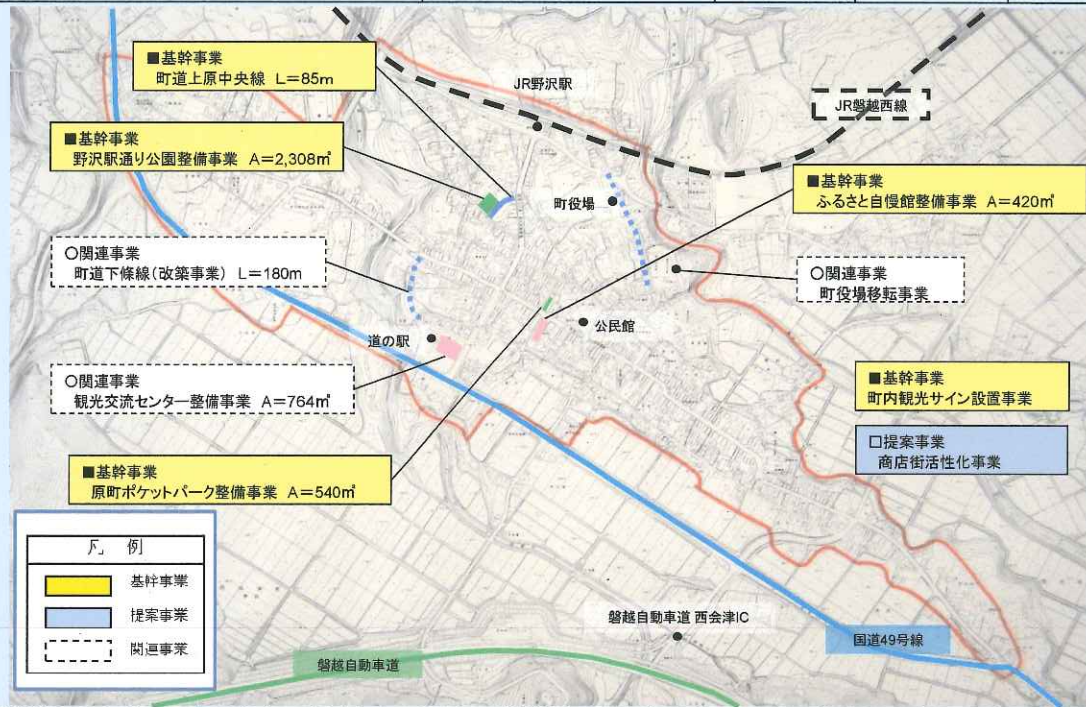 ■基幹事業
町道上原中央線 L=85m
JR野沢駅
JR磐越西線
■基幹事業
野沢駅通り公園整備事業 A=2,308㎡
町役場
■基幹事業
ふるさと自慢館整備事業 A=420㎡
○関連事業
町道下條線(改築事業) L=180m
○関連事業
町役場移転事業
道の駅
公民館
○関連事業
観光交流センター整備事業 A=764㎡
■基幹事業
町内観光サイン設置事業
□提案事業
商店街活性化事業
■基幹事業
原町ポケットパーク整備事業 A=540㎡
凡 例
基幹事業
提案事業
関連事業
磐越自動車道 西会津IC
国道49号線
磐越自動車道